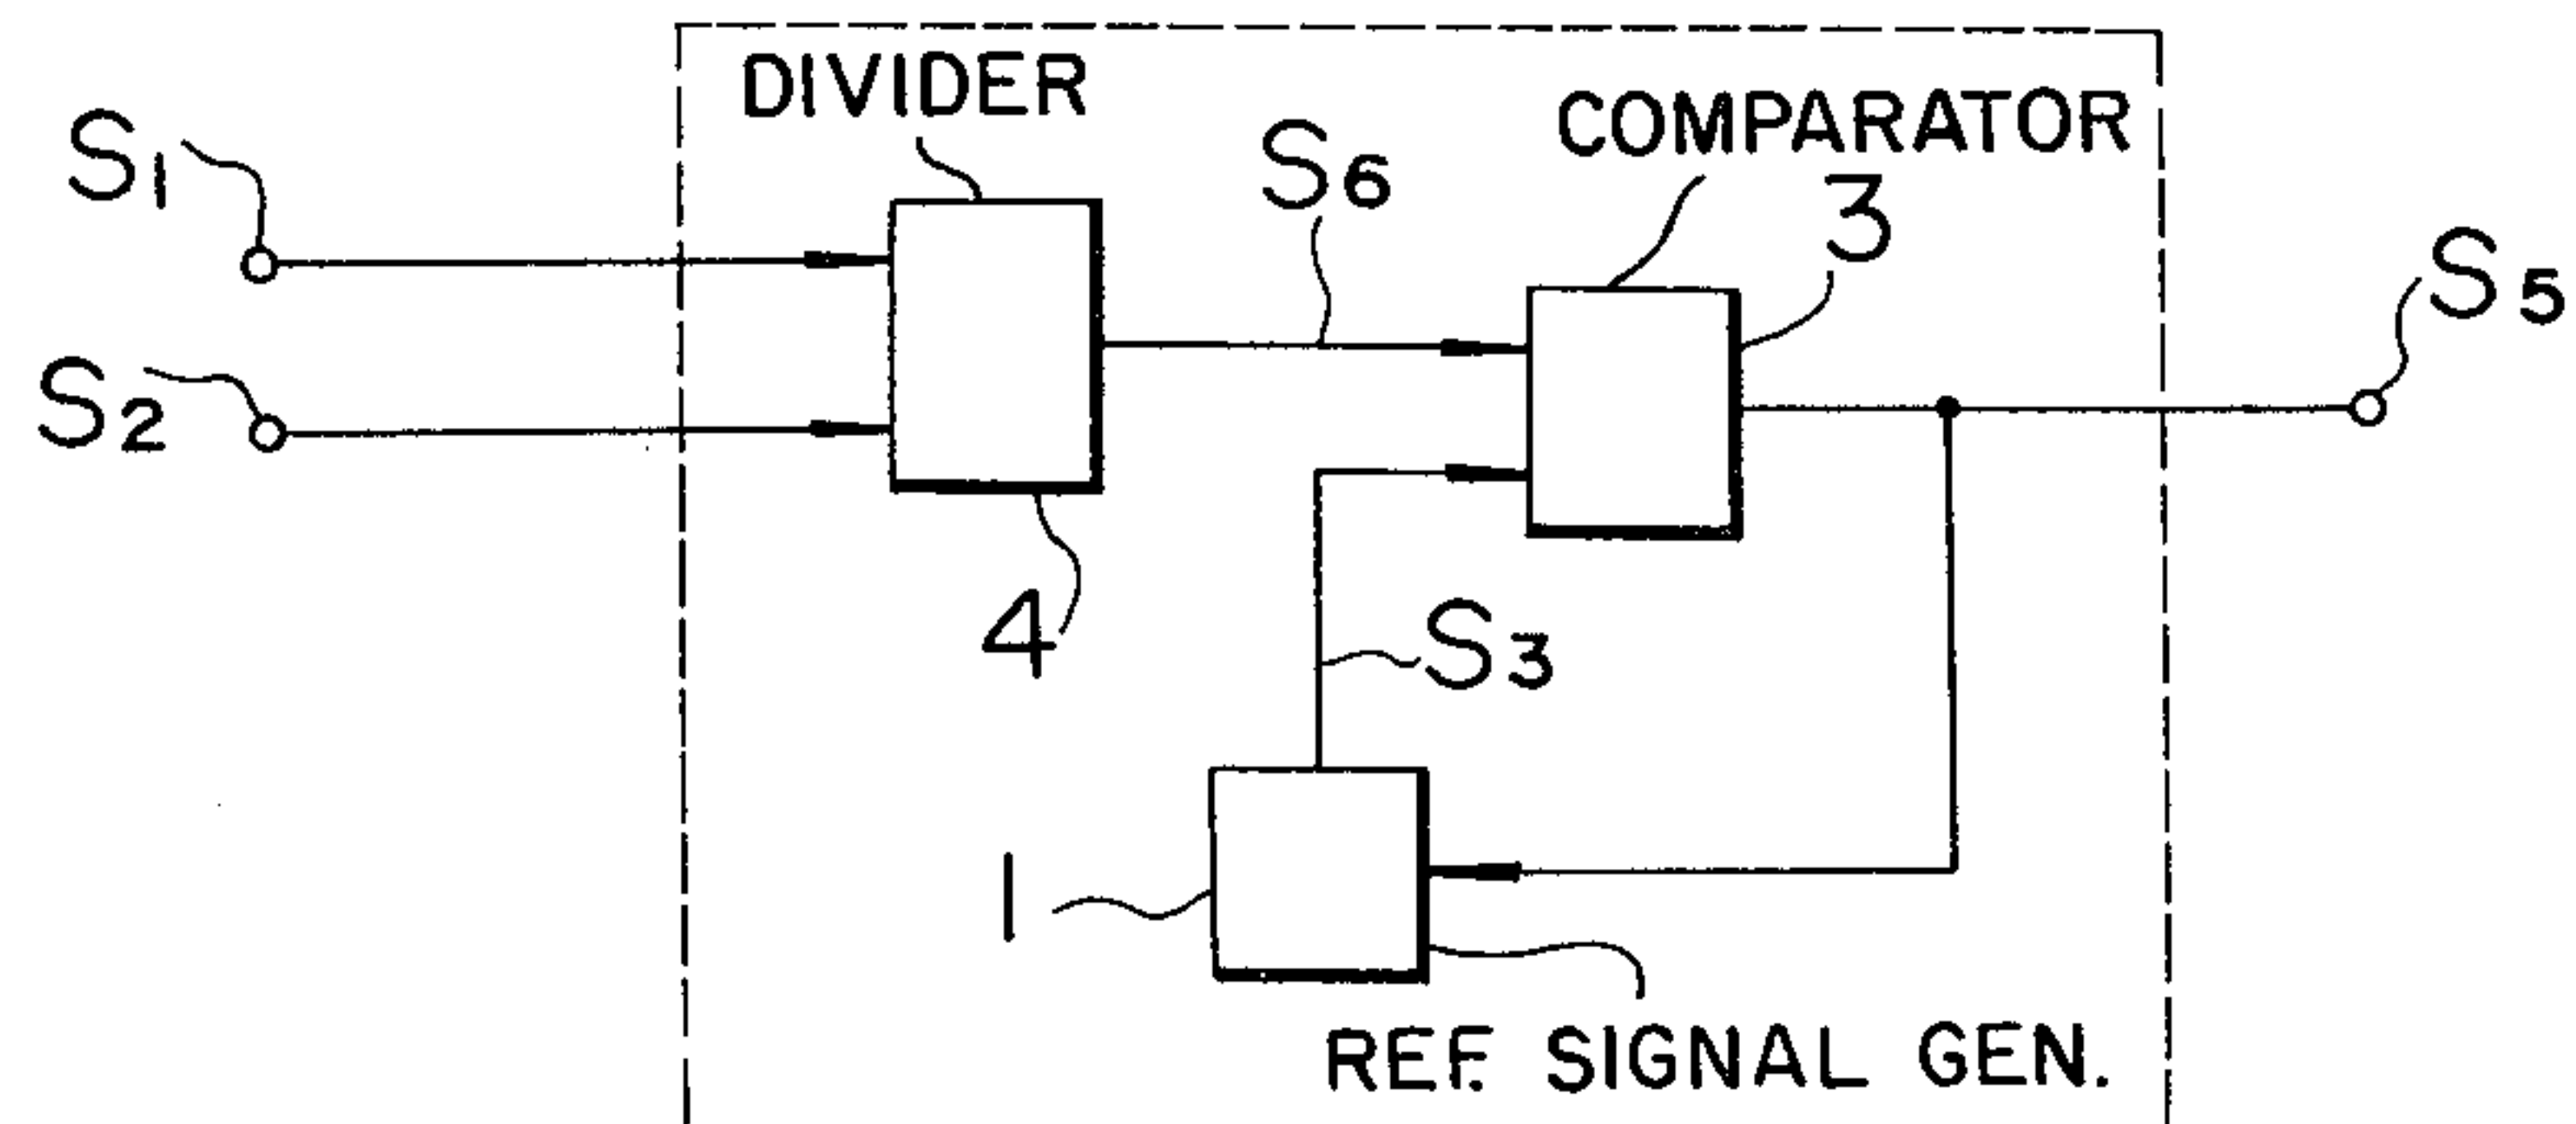 DIVIDER
COMPARATOR
S1
S6
3
S5
S2
4
S3
1
REF. SIGNAL GEN.